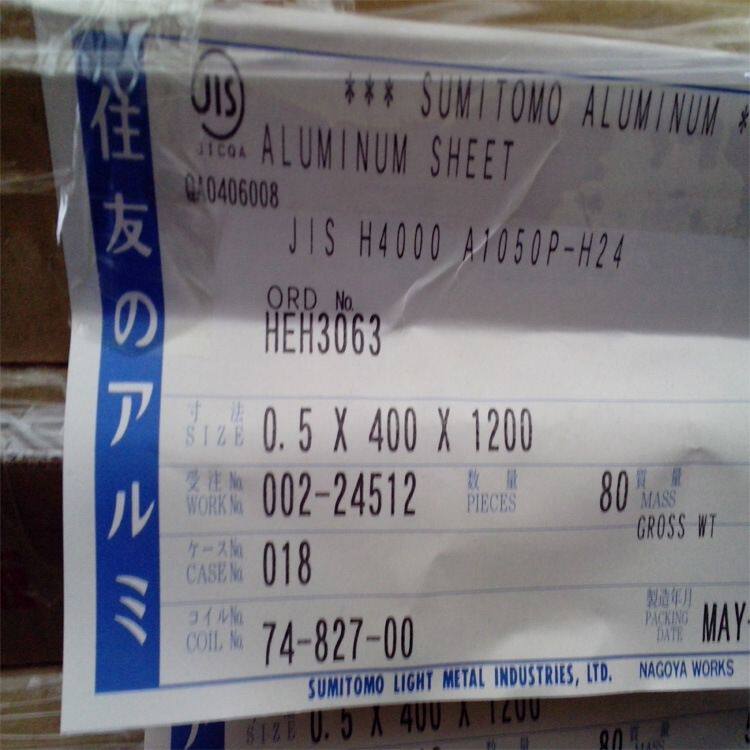 住友のアルミ
JIS
JICQA
*** SUMITOMO ALUMINUM *
ALUMINUM SHEET
QA0406008
JIS H4000 A1050P-H24
ORD No.
HEH3063
寸法
SIZE 0.5 X 400 X 1200
受注No.
WORK No. 002-24512
数量
PIECES 80
質量
MASS
GROSS WT
ケースNo.
CASE No. 018
コイルNo.
COIL No. 74-827-00
製造年月
PACKING
DATE MAY-
SUMITOMO LIGHT METAL INDUSTRIES, LTD. NAGOYA WORKS
SIZE 0.5 X 400 X 1200
80